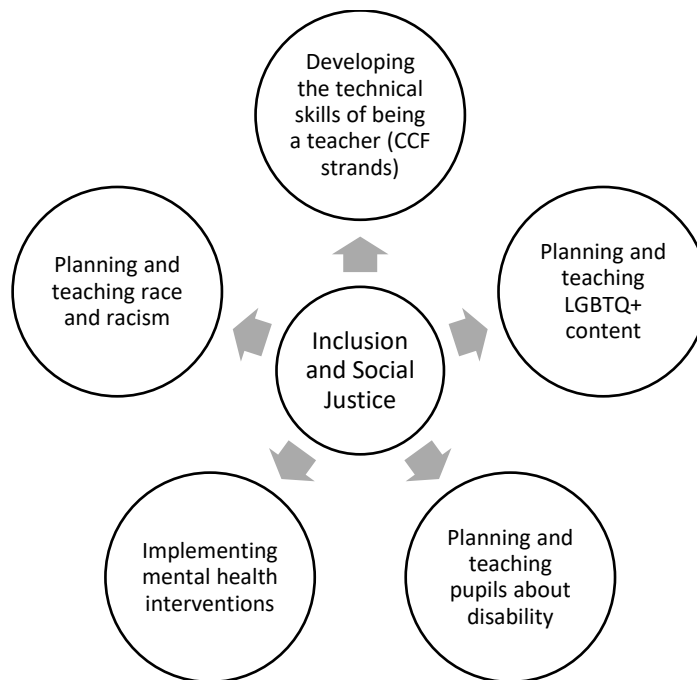 Developing
the technical
skills of being
a teacher (CCF
strands)
Planning and
teaching
LGBTQ+
content
Planning and
teaching
pupils about
disability
Implementing
mental health
interventions
Planning and
teaching race
and racism
Inclusion
and Social
Justice